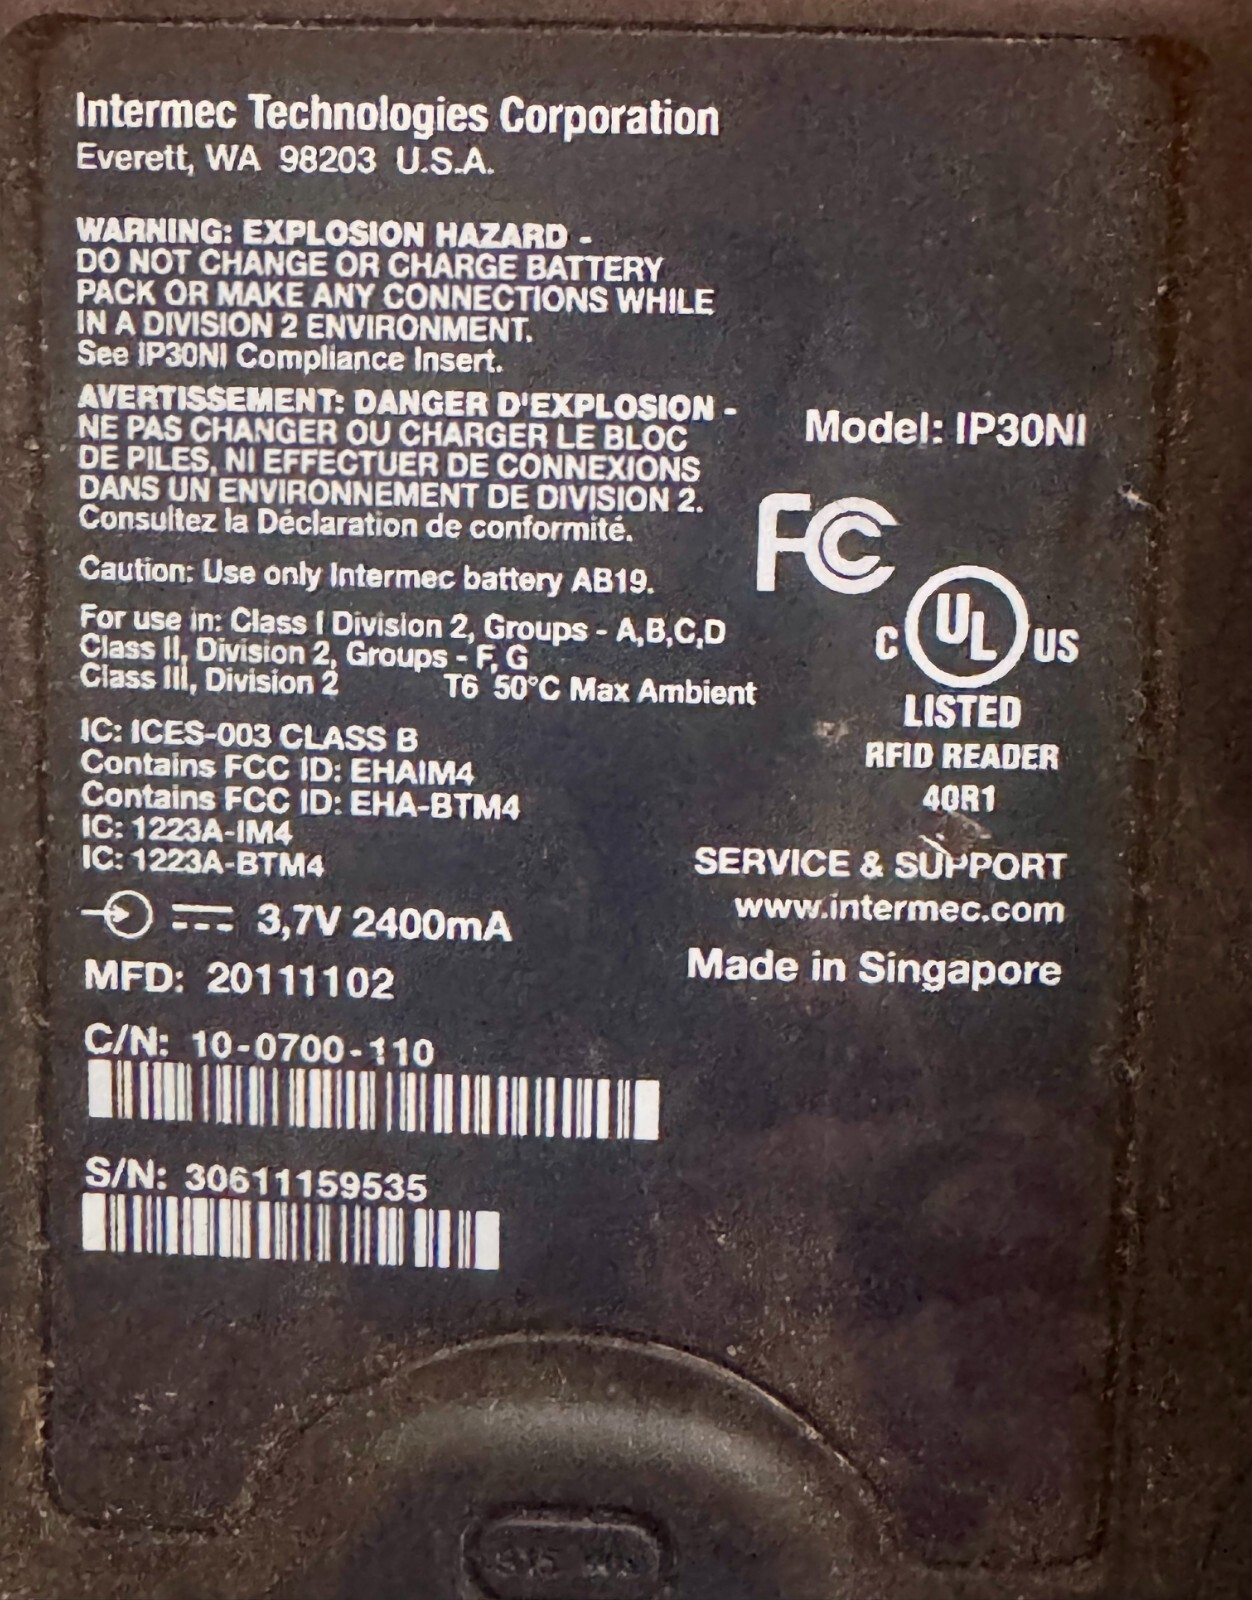 Intermec Technologies Corporation
Everett, WA 98203 U.S.A.
WARNING: EXPLOSION HAZARD -
DO NOT CHANGE OR CHARGE BATTERY
PACK OR MAKE ANY CONNECTIONS WHILE
IN A DIVISION 2 ENVIRONMENT.
See IP30NI Compliance Insert.
AVERTISSEMENT: DANGER D'EXPLOSION -
NE PAS CHANGER OU CHARGER LE BLOC
DE PILES, NI EFFECTUER DE CONNEXIONS
DANS UN ENVIRONNEMENT DE DIVISION 2.
Consultez la Déclaration de conformité.
Caution: Use only Intermec battery AB19.
For use in: Class I Division 2, Groups - A,B,C,D
Class II, Division 2, Groups - F, G
Class III, Division 2 T6 50°C Max Ambient
IC: ICES-003 CLASS B
Contains FCC ID: EHAIM4
Contains FCC ID: EHA-BTM4
IC: 1223A-IM4
IC: 1223A-BTM4
3,7V 2400mA
MFD: 20111102
C/N: 10-0700-110
S/N: 30611159535
Model: IP30NI
FC
C UL US
LISTED
RFID READER
40R1
SERVICE & SUPPORT
www.intermec.com
Made in Singapore